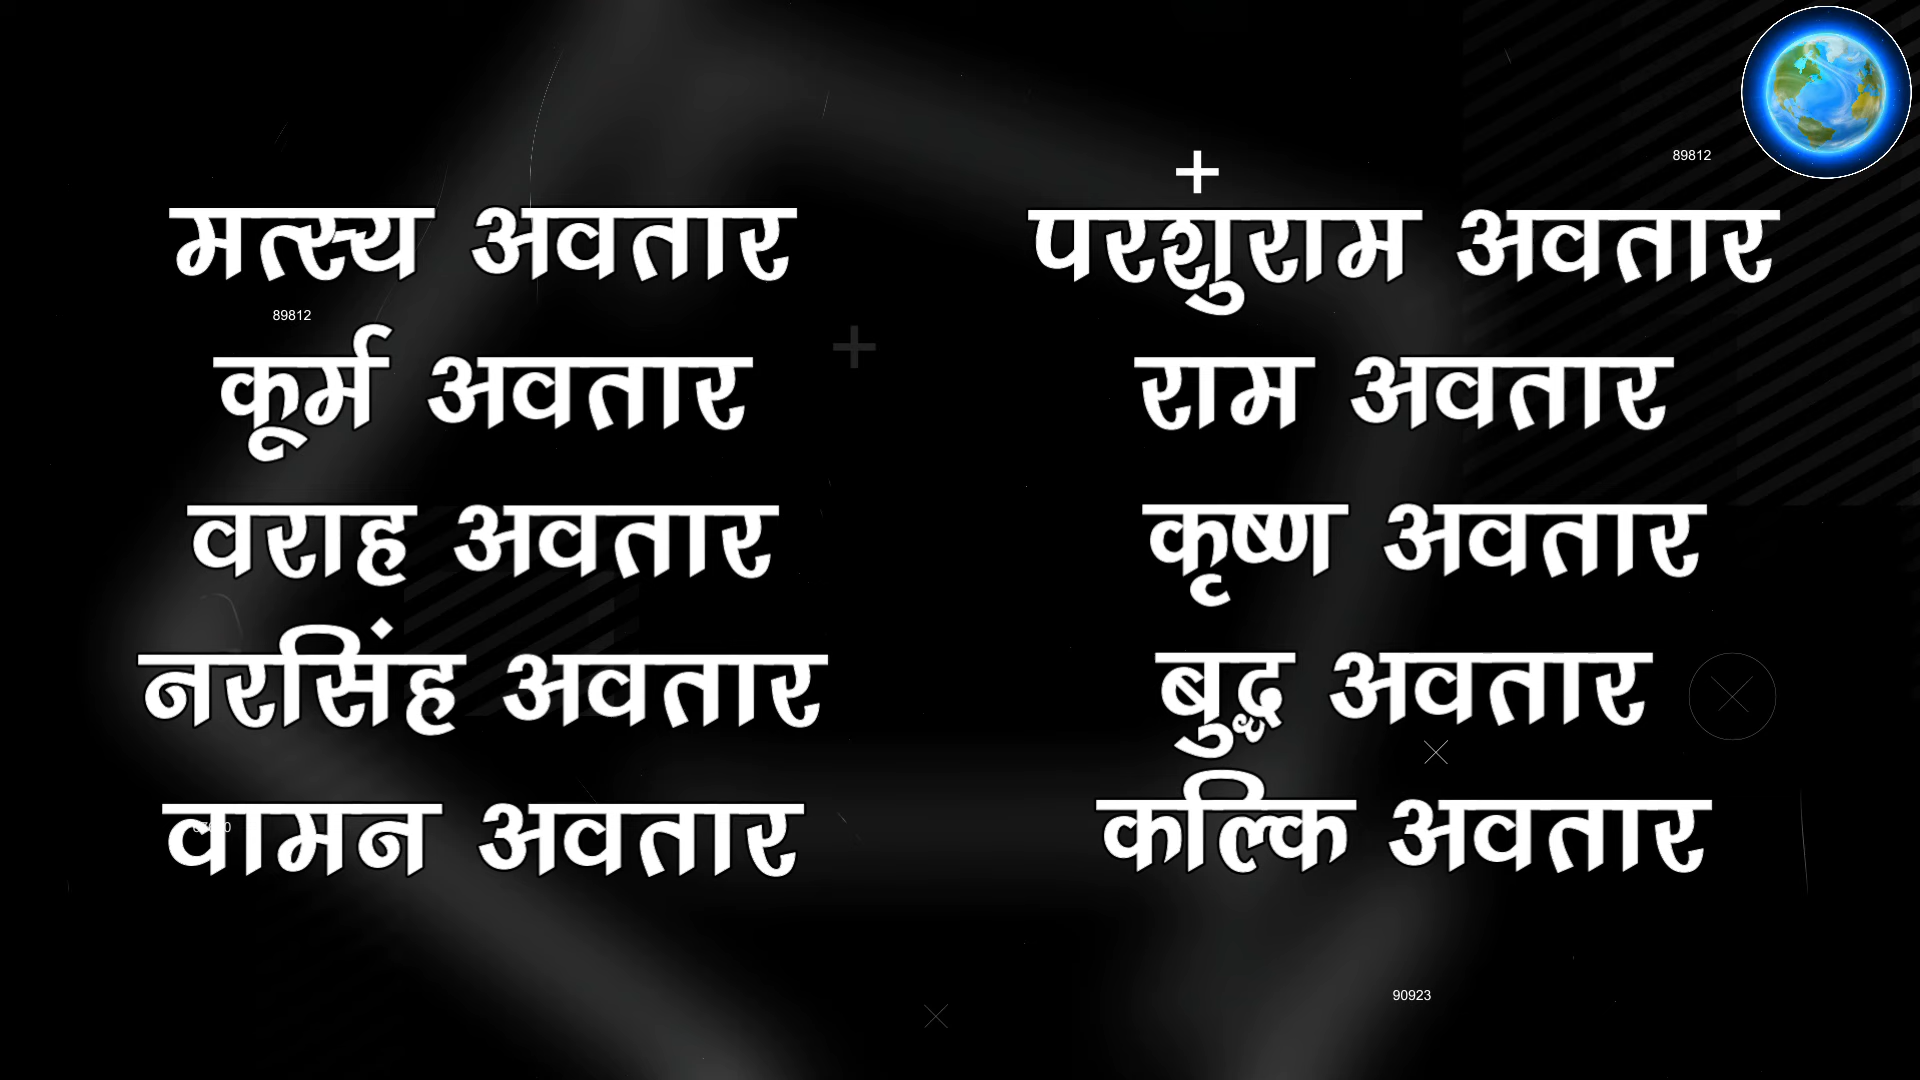 मत्स्य अवतार
कूर्म अवतार
वराह अवतार
नरसिंह अवतार
वामन अवतार
परशुराम अवतार
राम अवतार
कृष्ण अवतार
बुद्ध अवतार
कल्कि अवतार
89812
89812
90923